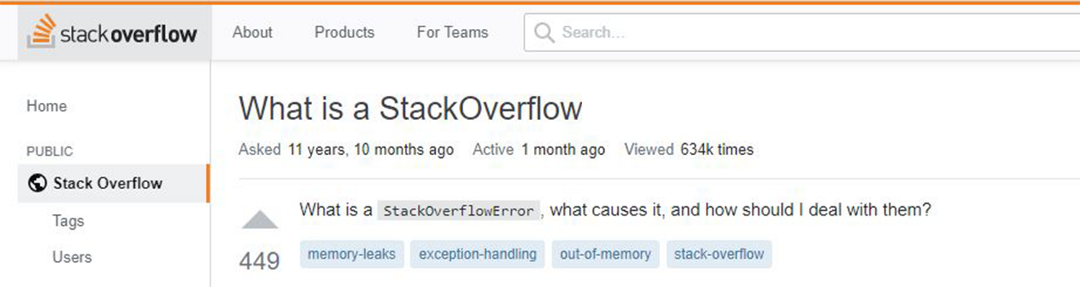 stackoverflow About Products For Teams Search...
Home
PUBLIC
Stack Overflow
Tags
Users
What is a StackOverflow
Asked 11 years, 10 months ago Active 1 month ago Viewed 634k times
What is a StackOverflowError, what causes it, and how should I deal with them?
449
memory-leaks exception-handling out-of-memory stack-overflow